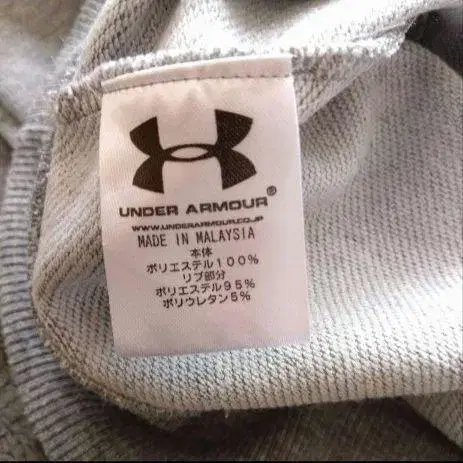 UNDER ARMOUR®
WWW.UNDERARMOUR.CO.JP
MADE IN MALAYSIA
本体
ポリエステル100%
リブ部分
ポリエステル95%
ポリウレタン5%